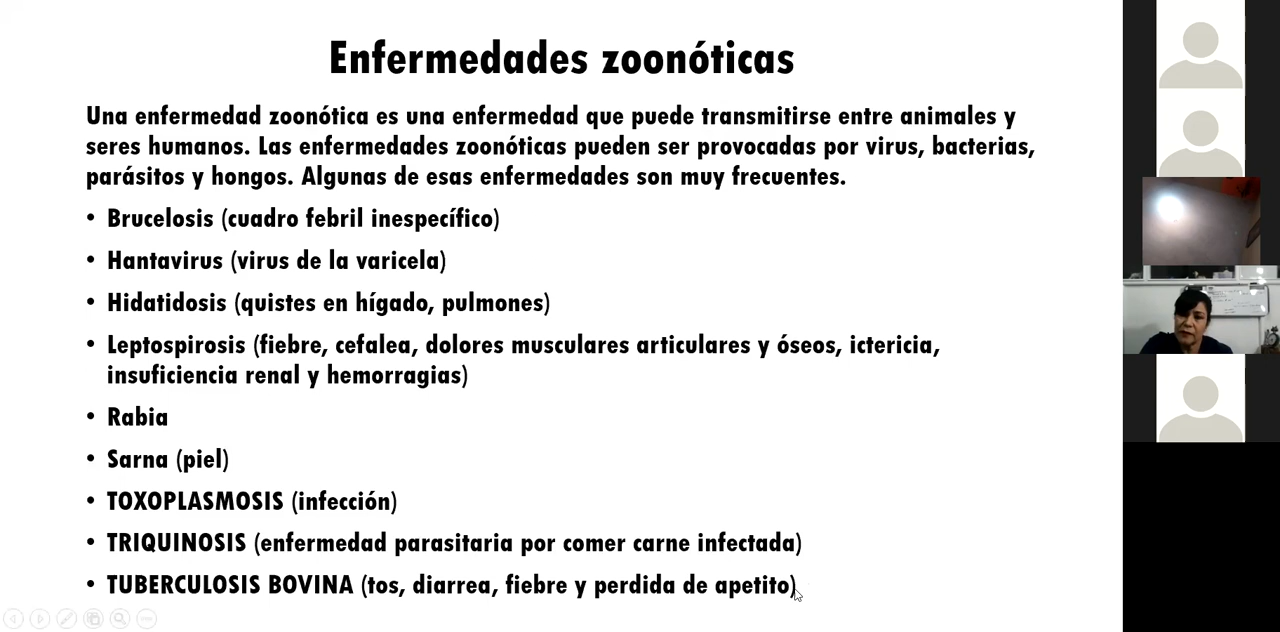 Enfermedades zoonóticas
Una enfermedad zoonótica es una enfermedad que puede transmitirse entre animales y
seres humanos. Las enfermedades zoonóticas pueden ser provocadas por virus, bacterias,
parásitos y hongos. Algunas de esas enfermedades son muy frecuentes.
• Brucelosis (cuadro febril inespecífico)
• Hantavirus (virus de la varicela)
• Hidatidosis (quistes en hígado, pulmones)
• Leptospirosis (fiebre, cefalea, dolores musculares articulares y óseos, ictericia,
insuficiencia renal y hemorragias)
• Rabia
• Sarna (piel)
• TOXOPLASMOSIS (infección)
• TRIQUINOSIS (enfermedad parasitaria por comer carne infectada)
• TUBERCULOSIS BOVINA (tos, diarrea, fiebre y perdida de apetito)